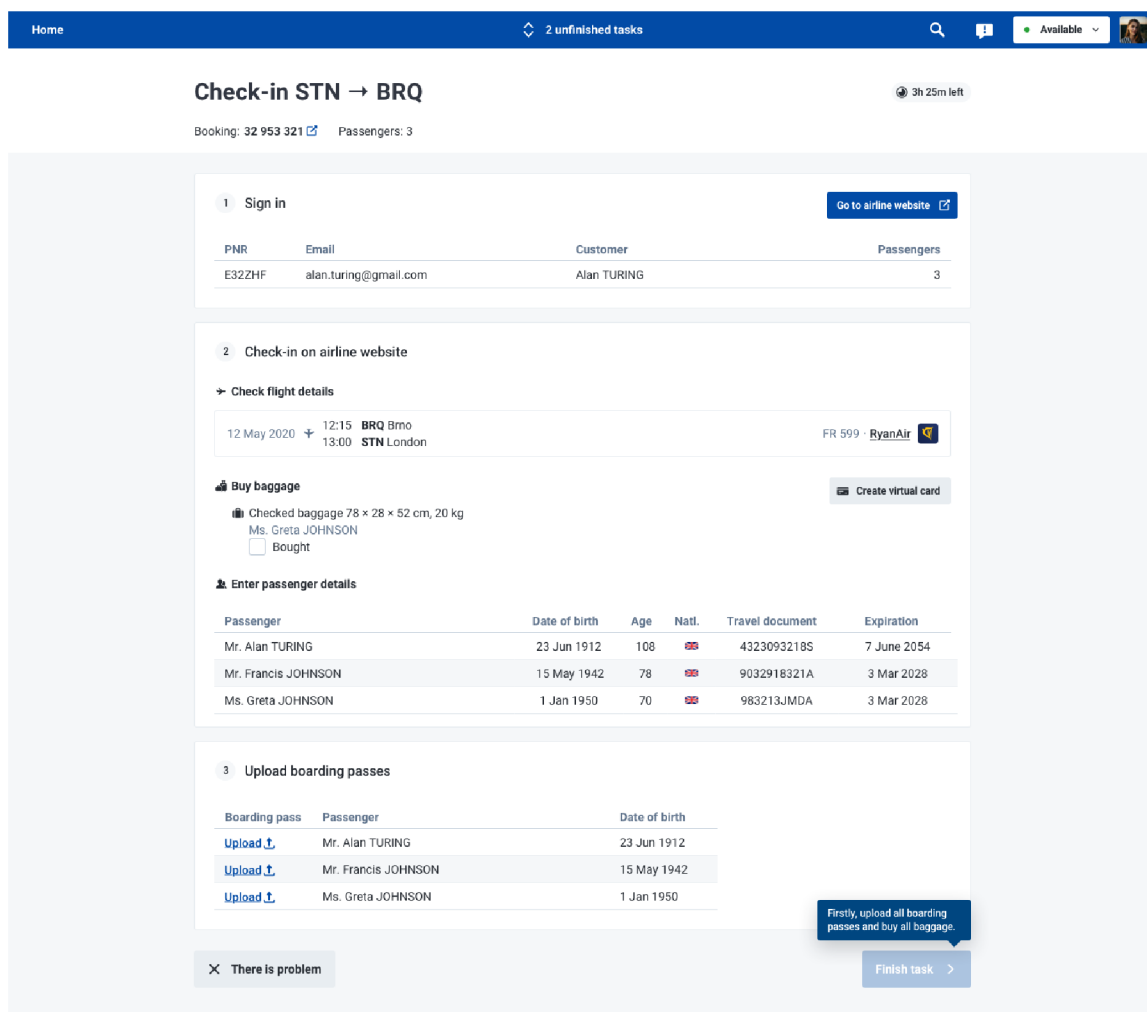 Home
2 unfinished tasks
Available
Check-in STN → BRQ
3h 25m left
Booking: 32 953 321
Passengers: 3
1 Sign in
Go to airline website
PNR Email Customer Passengers
E32ZHF alan.turing@gmail.com Alan TURING 3
2 Check-in on airline website
Check flight details
12 May 2020
12:15 BRQ Brno
13:00 STN London
FR 599 · RyanAir
Buy baggage
Create virtual card
Checked baggage 78 × 28 × 52 cm, 20 kg
Ms. Greta JOHNSON
Bought
Enter passenger details
Passenger Date of birth Age Natl. Travel document Expiration
Mr. Alan TURING 23 Jun 1912 108 4323093218S 7 June 2054
Mr. Francis JOHNSON 15 May 1942 78 9032918321A 3 Mar 2028
Ms. Greta JOHNSON 1 Jan 1950 70 983213JMDA 3 Mar 2028
3 Upload boarding passes
Boarding pass Passenger Date of birth
Upload Mr. Alan TURING 23 Jun 1912
Upload Mr. Francis JOHNSON 15 May 1942
Upload Ms. Greta JOHNSON 1 Jan 1950
Firstly, upload all boarding
passes and buy all baggage.
There is problem
Finish task